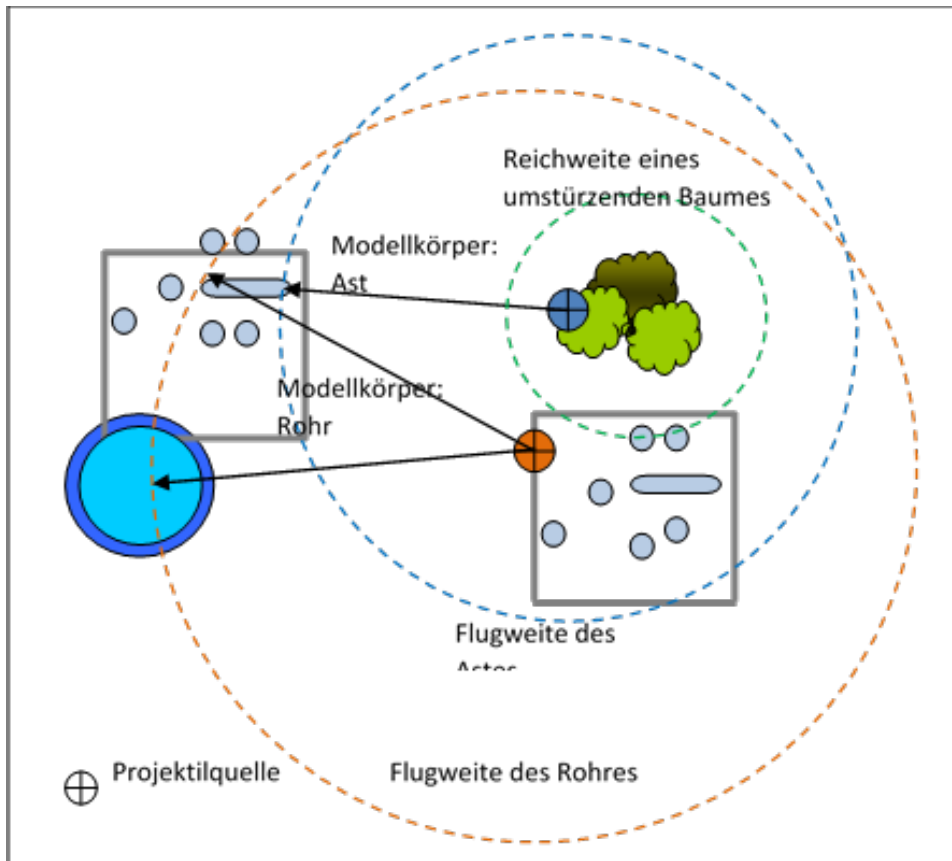 Reichweite eines
umstürzenden Baumes
Modellkörper:
Ast
Modellkörper:
Rohr
Flugweite des
Projektilquelle
Flugweite des Rohres